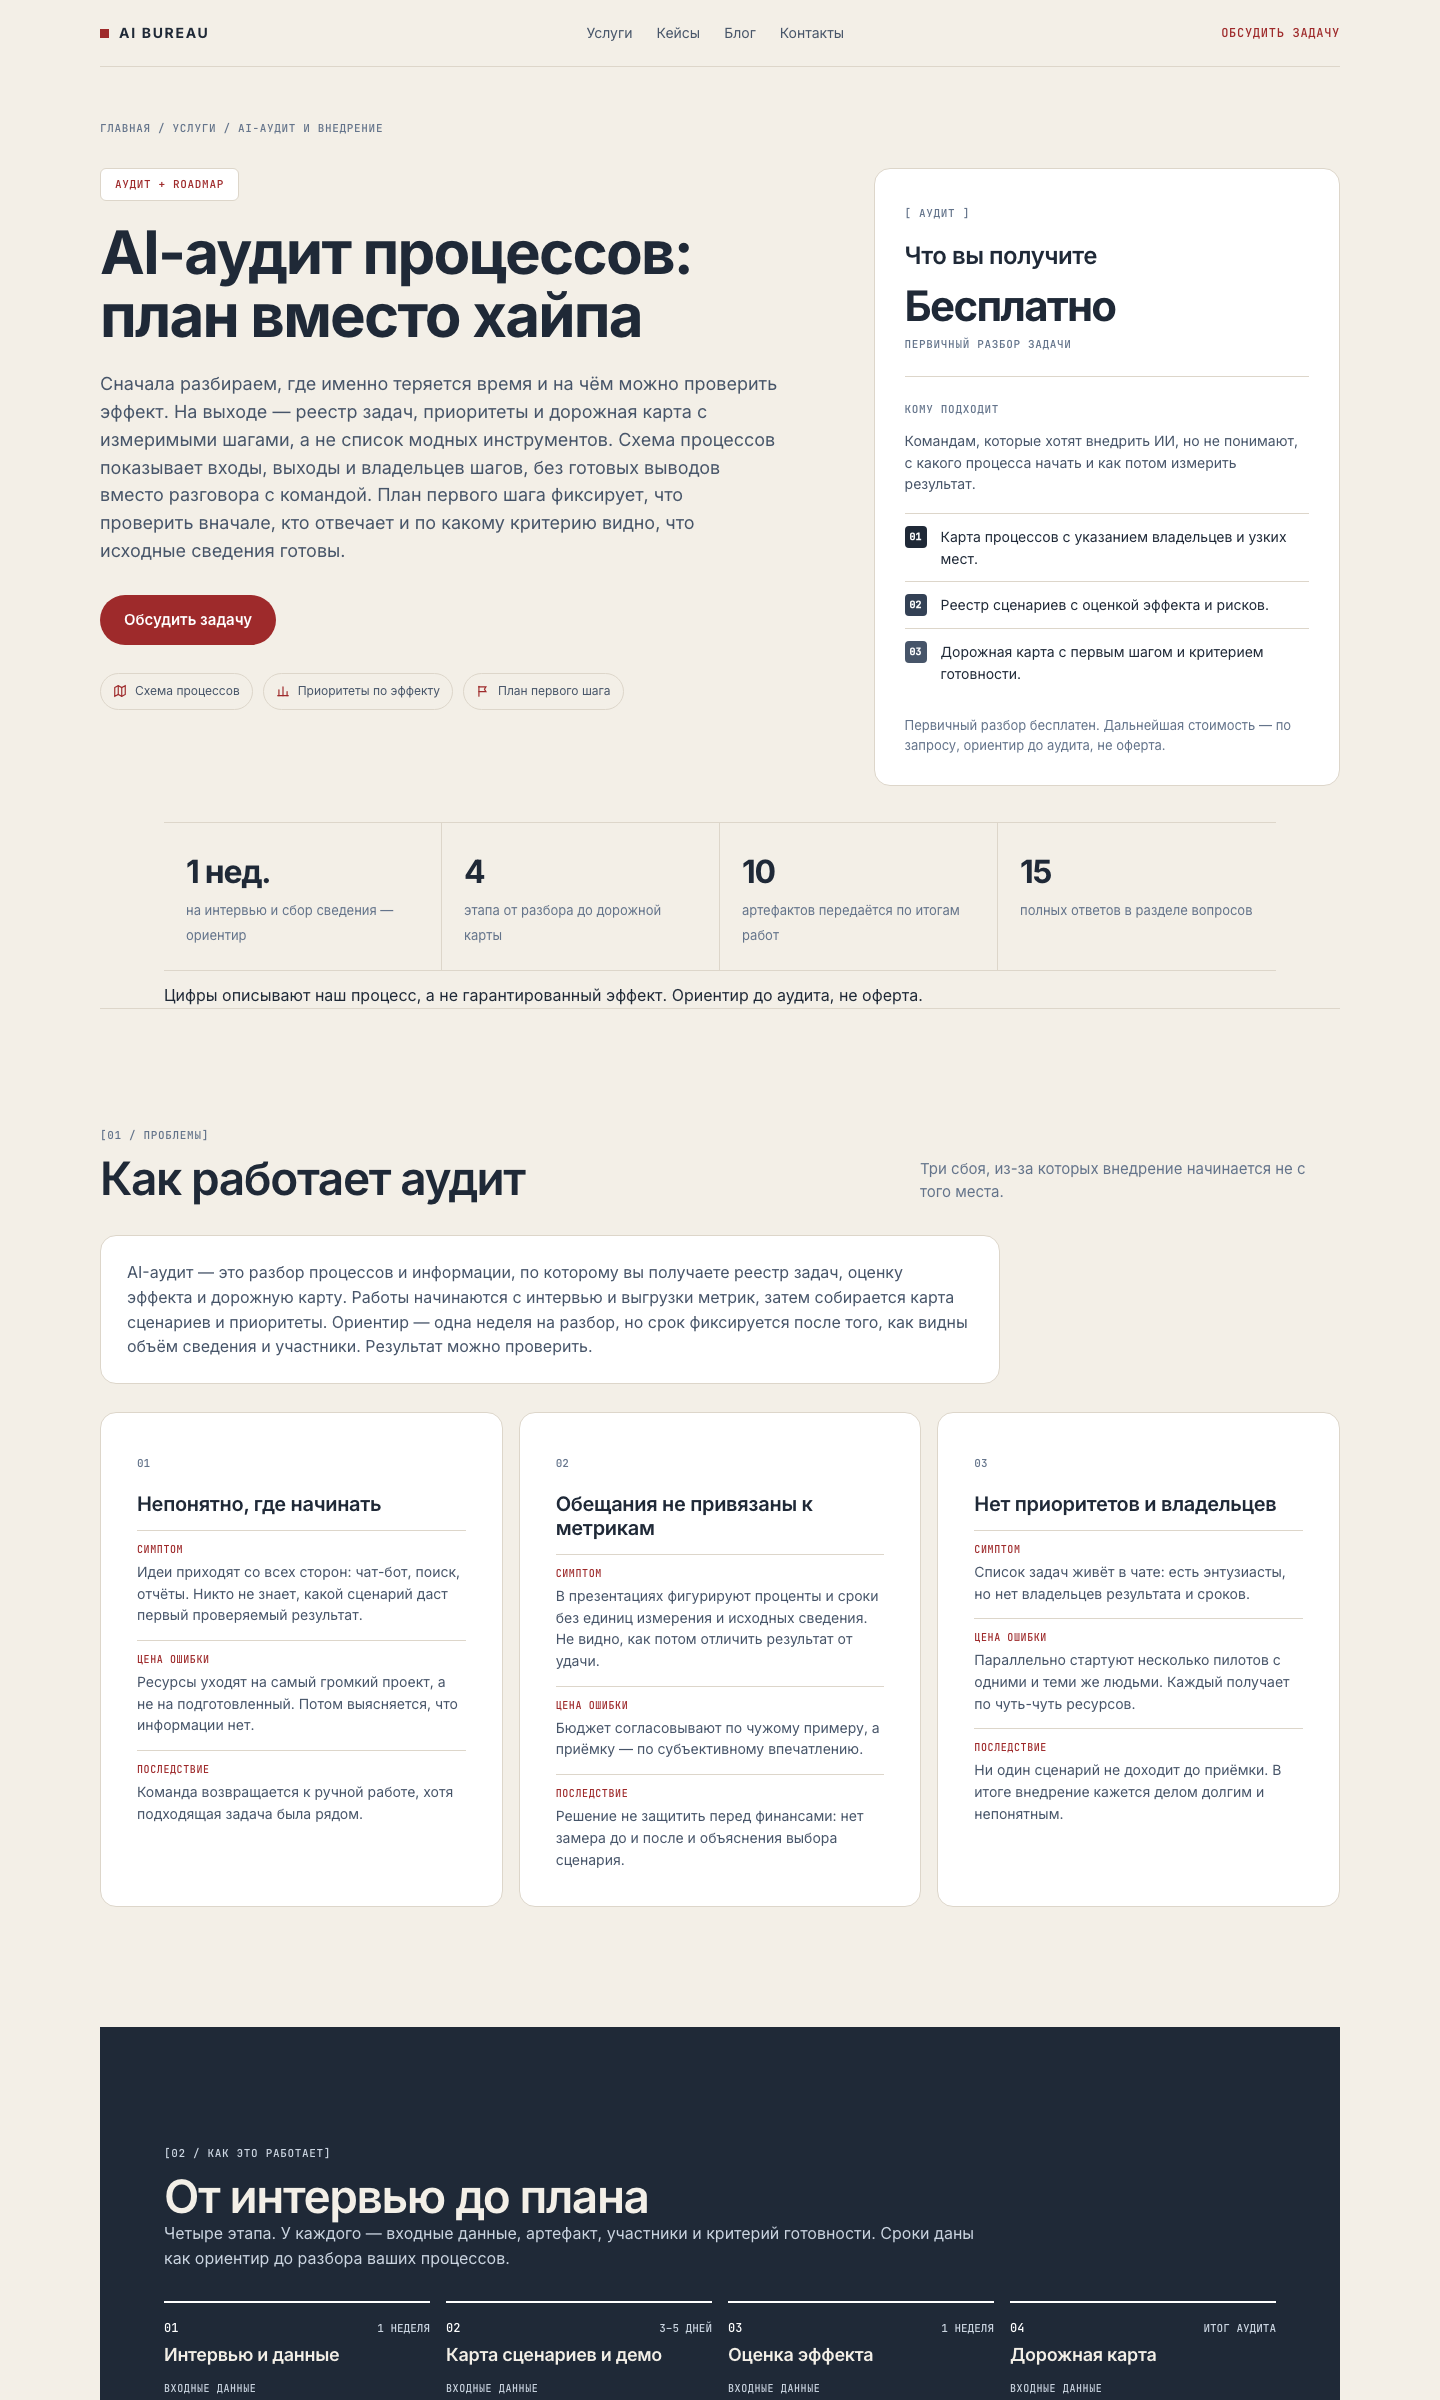 AI BUREAU
Услуги Кейсы Блог Контакты
ОБСУДИТЬ ЗАДАЧУ
ГЛАВНАЯ / УСЛУГИ / AI-АУДИТ И ВНЕДРЕНИЕ
АУДИТ + ROADMAP
AI-аудит процессов:
план вместо хайпа
Сначала разбираем, где именно теряется время и на чём можно проверить
эффект. На выходе — реестр задач, приоритеты и дорожная карта с
измеримыми шагами, а не список модных инструментов. Схема процессов
показывает входы, выходы и владельцев шагов, без готовых выводов
вместо разговора с командой. План первого шага фиксирует, что
проверить вначале, кто отвечает и по какому критерию видно, что
исходные сведения готовы.
Обсудить задачу
Схема процессов
Приоритеты по эффекту
План первого шага
[ АУДИТ ]
Что вы получите
Бесплатно
ПЕРВИЧНЫЙ РАЗБОР ЗАДАЧИ
КОМУ ПОДХОДИТ
Командам, которые хотят внедрить ИИ, но не понимают,
с какого процесса начать и как потом измерить
результат.
01 Карта процессов с указанием владельцев и узких
мест.
02 Реестр сценариев с оценкой эффекта и рисков.
03 Дорожная карта с первым шагом и критерием
готовности.
Первичный разбор бесплатен. Дальнейшая стоимость — по
запросу, ориентир до аудита, не оферта.
1 нед.
на интервью и сбор сведения —
ориентир
4
этапа от разбора до дорожной
карты
10
артефактов передаётся по итогам
работ
15
полных ответов в разделе вопросов
Цифры описывают наш процесс, а не гарантированный эффект. Ориентир до аудита, не оферта.
[01 / ПРОБЛЕМЫ]
Как работает аудит
Три сбоя, из-за которых внедрение начинается не с
того места.
AI-аудит — это разбор процессов и информации, по которому вы получаете реестр задач, оценку
эффекта и дорожную карту. Работы начинаются с интервью и выгрузки метрик, затем собирается карта
сценариев и приоритеты. Ориентир — одна неделя на разбор, но срок фиксируется после того, как видны
объём сведения и участники. Результат можно проверить.
01
Непонятно, где начинать
СИМПТОМ
Идеи приходят со всех сторон: чат-бот, поиск,
отчёты. Никто не знает, какой сценарий даст
первый проверяемый результат.
ЦЕНА ОШИБКИ
Ресурсы уходят на самый громкий проект, а
не на подготовленный. Потом выясняется, что
информации нет.
ПОСЛЕДСТВИЕ
Команда возвращается к ручной работе, хотя
подходящая задача была рядом.
02
Обещания не привязаны к
метрикам
СИМПТОМ
В презентациях фигурируют проценты и сроки
без единиц измерения и исходных сведения.
Не видно, как потом отличить результат от
удачи.
ЦЕНА ОШИБКИ
Бюджет согласовывают по чужому примеру, а
приёмку — по субъективному впечатлению.
ПОСЛЕДСТВИЕ
Решение не защитить перед финансами: нет
замера до и после и объяснения выбора
сценария.
03
Нет приоритетов и владельцев
СИМПТОМ
Список задач живёт в чате: есть энтузиасты,
но нет владельцев результата и сроков.
ЦЕНА ОШИБКИ
Параллельно стартуют несколько пилотов с
одними и теми же людьми. Каждый получает
по чуть-чуть ресурсов.
ПОСЛЕДСТВИЕ
Ни один сценарий не доходит до приёмки. В
итоге внедрение кажется делом долгим и
непонятным.
[02 / КАК ЭТО РАБОТАЕТ]
От интервью до плана
Четыре этапа. У каждого — входные данные, артефакт, участники и критерий готовности. Сроки даны
как ориентир до разбора ваших процессов.
01 1 НЕДЕЛЯ
Интервью и данные
ВХОДНЫЕ ДАННЫЕ
02 3–5 ДНЕЙ
Карта сценариев и демо
ВХОДНЫЕ ДАННЫЕ
03 1 НЕДЕЛЯ
Оценка эффекта
ВХОДНЫЕ ДАННЫЕ
04 ИТОГ АУДИТА
Дорожная карта
ВХОДНЫЕ ДАННЫЕ